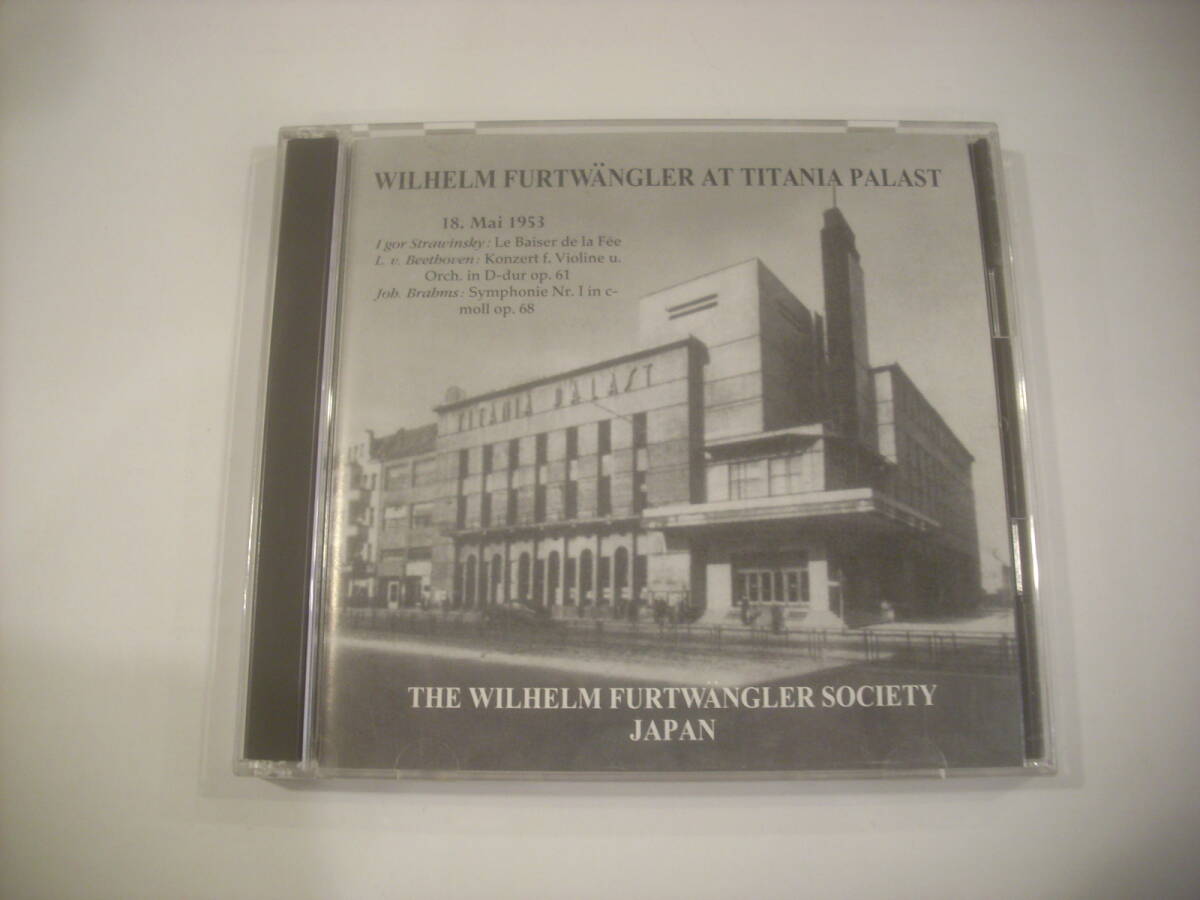 WILHELM FURTWÄNGLER AT TITANIA PALAST
18. Mai 1953
Igor Strawinsky: Le Baiser de la Fée
L. v. Beethoven: Konzert f. Violine u.
Orch. in D-dur op. 61
Joh. Brahms: Symphonie Nr. I in c-
moll op. 68
TITANIA PALAST
THE WILHELM FURTWÄNGLER SOCIETY
JAPAN